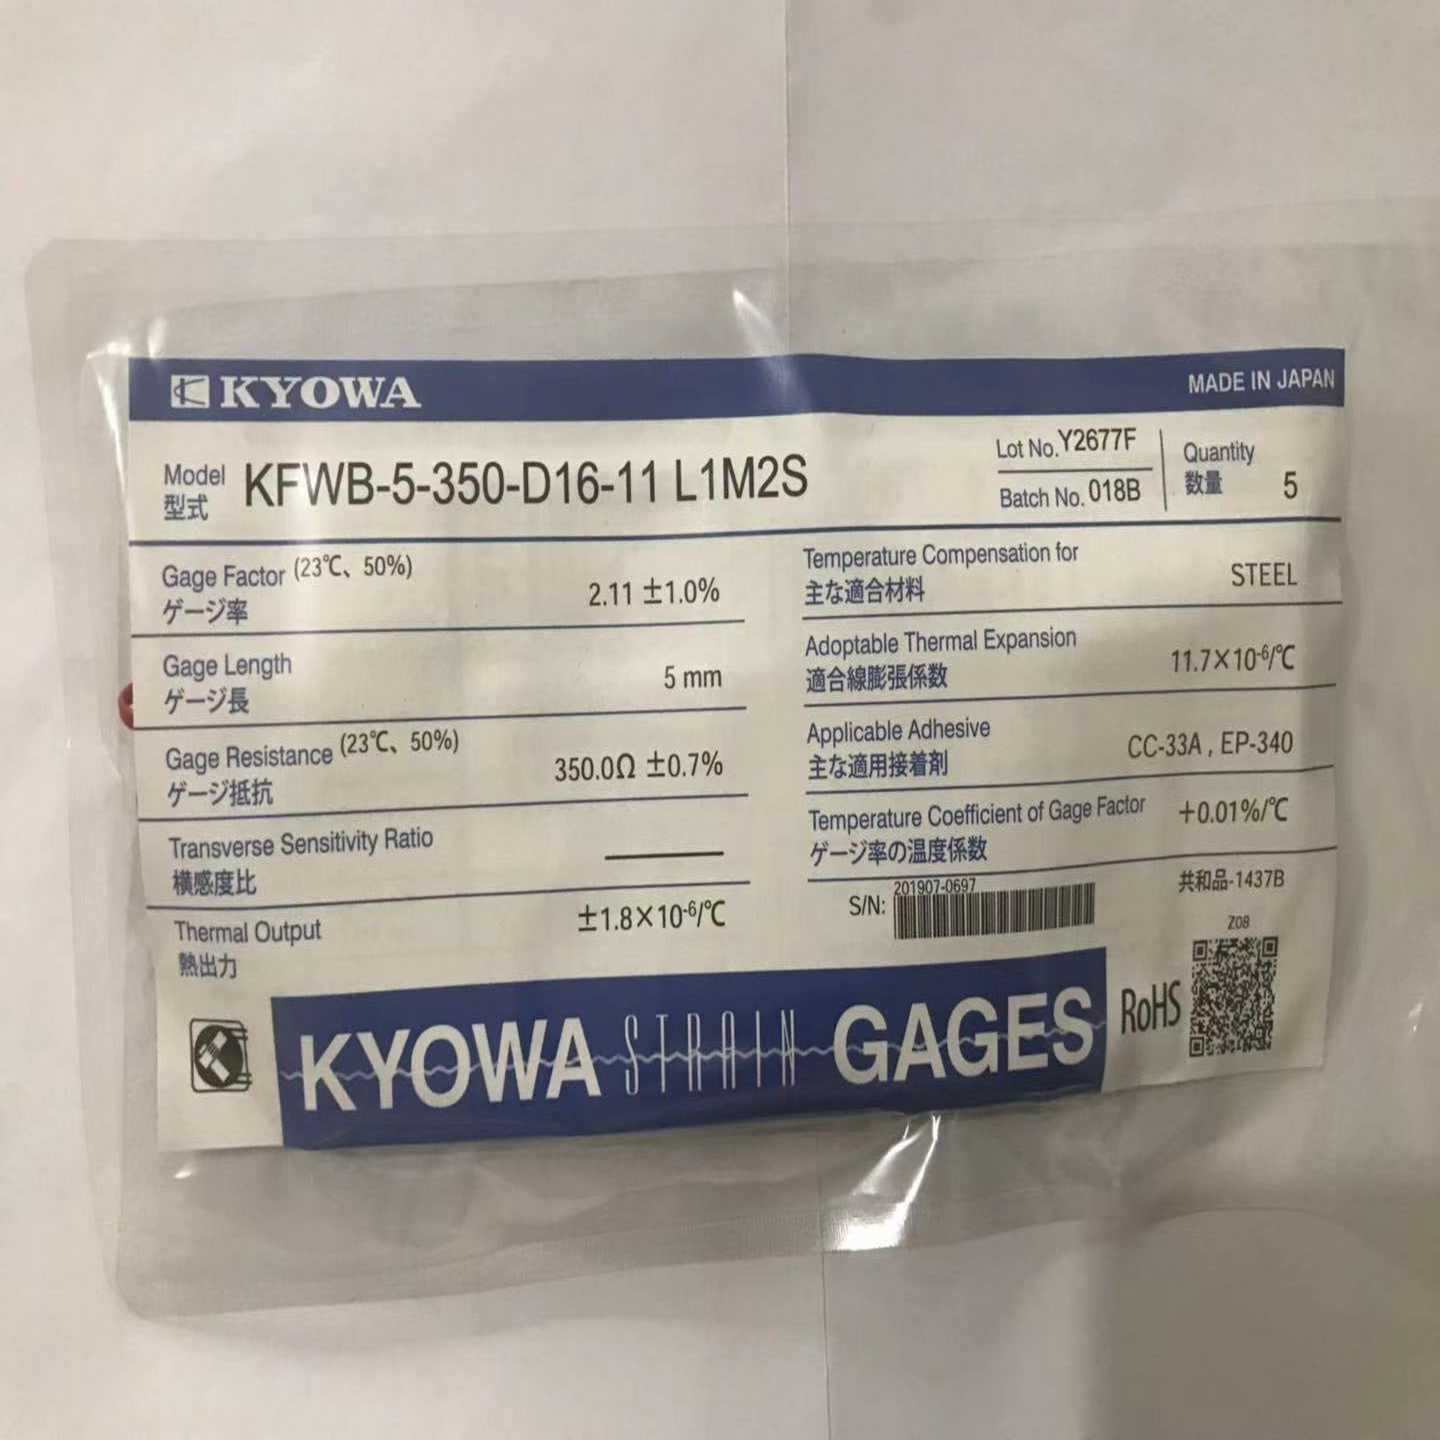 KYOWA
MADE IN JAPAN
Model KFWB-5-350-D16-11 L1M2S
型式
Lot No. Y2677F
Batch No. 018B
Quantity
数量 5
Gage Factor (23℃、50%)
ゲージ率
2.11 ±1.0%
Gage Length
ゲージ長
5 mm
Gage Resistance (23℃、50%)
ゲージ抵抗
350.0Ω ±0.7%
Transverse Sensitivity Ratio
横感度比
Thermal Output
熱出力
±1.8×10⁻⁶/℃
Temperature Compensation for
主な適合材料
STEEL
Adoptable Thermal Expansion
適合線膨張係数
11.7×10⁻⁶/℃
Applicable Adhesive
主な適用接着剤
CC-33A , EP-340
Temperature Coefficient of Gage Factor
ゲージ率の温度係数
+0.01%/℃
S/N: 201907-0697
共和品-1437B
Z08
KYOWA STRAIN GAGES
RoHS